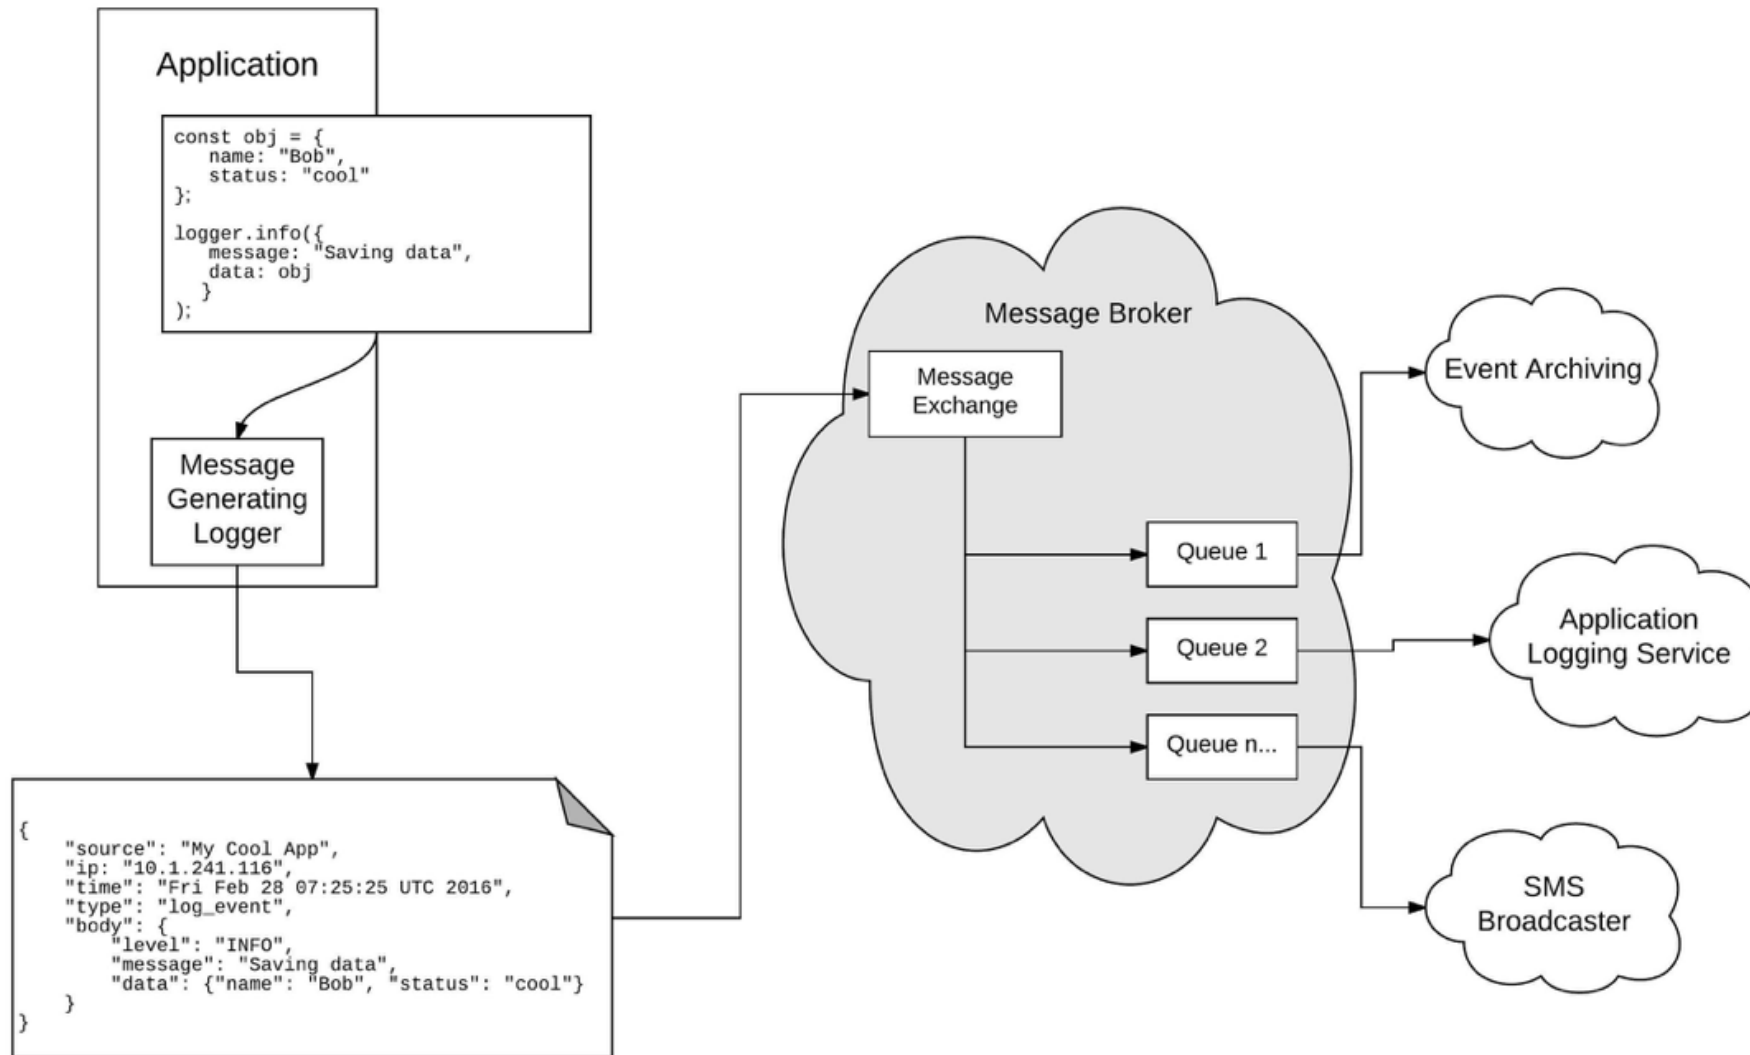 Application
const obj = {
   name: "Bob",
   status: "cool"
};
logger.info({
   message: "Saving data",
   data: obj
  }
);
Message
Generating
Logger
{
    "source": "My Cool App",
    "ip: "10.1.241.116",
    "time": "Fri Feb 28 07:25:25 UTC 2016",
    "type": "log_event",
    "body": {
        "level": "INFO",
        "message": "Saving data",
        "data": {"name": "Bob", "status": "cool"}
    }
}
Message Broker
Message
Exchange
Queue 1
Queue 2
Queue n...
Event Archiving
Application
Logging Service
SMS
Broadcaster